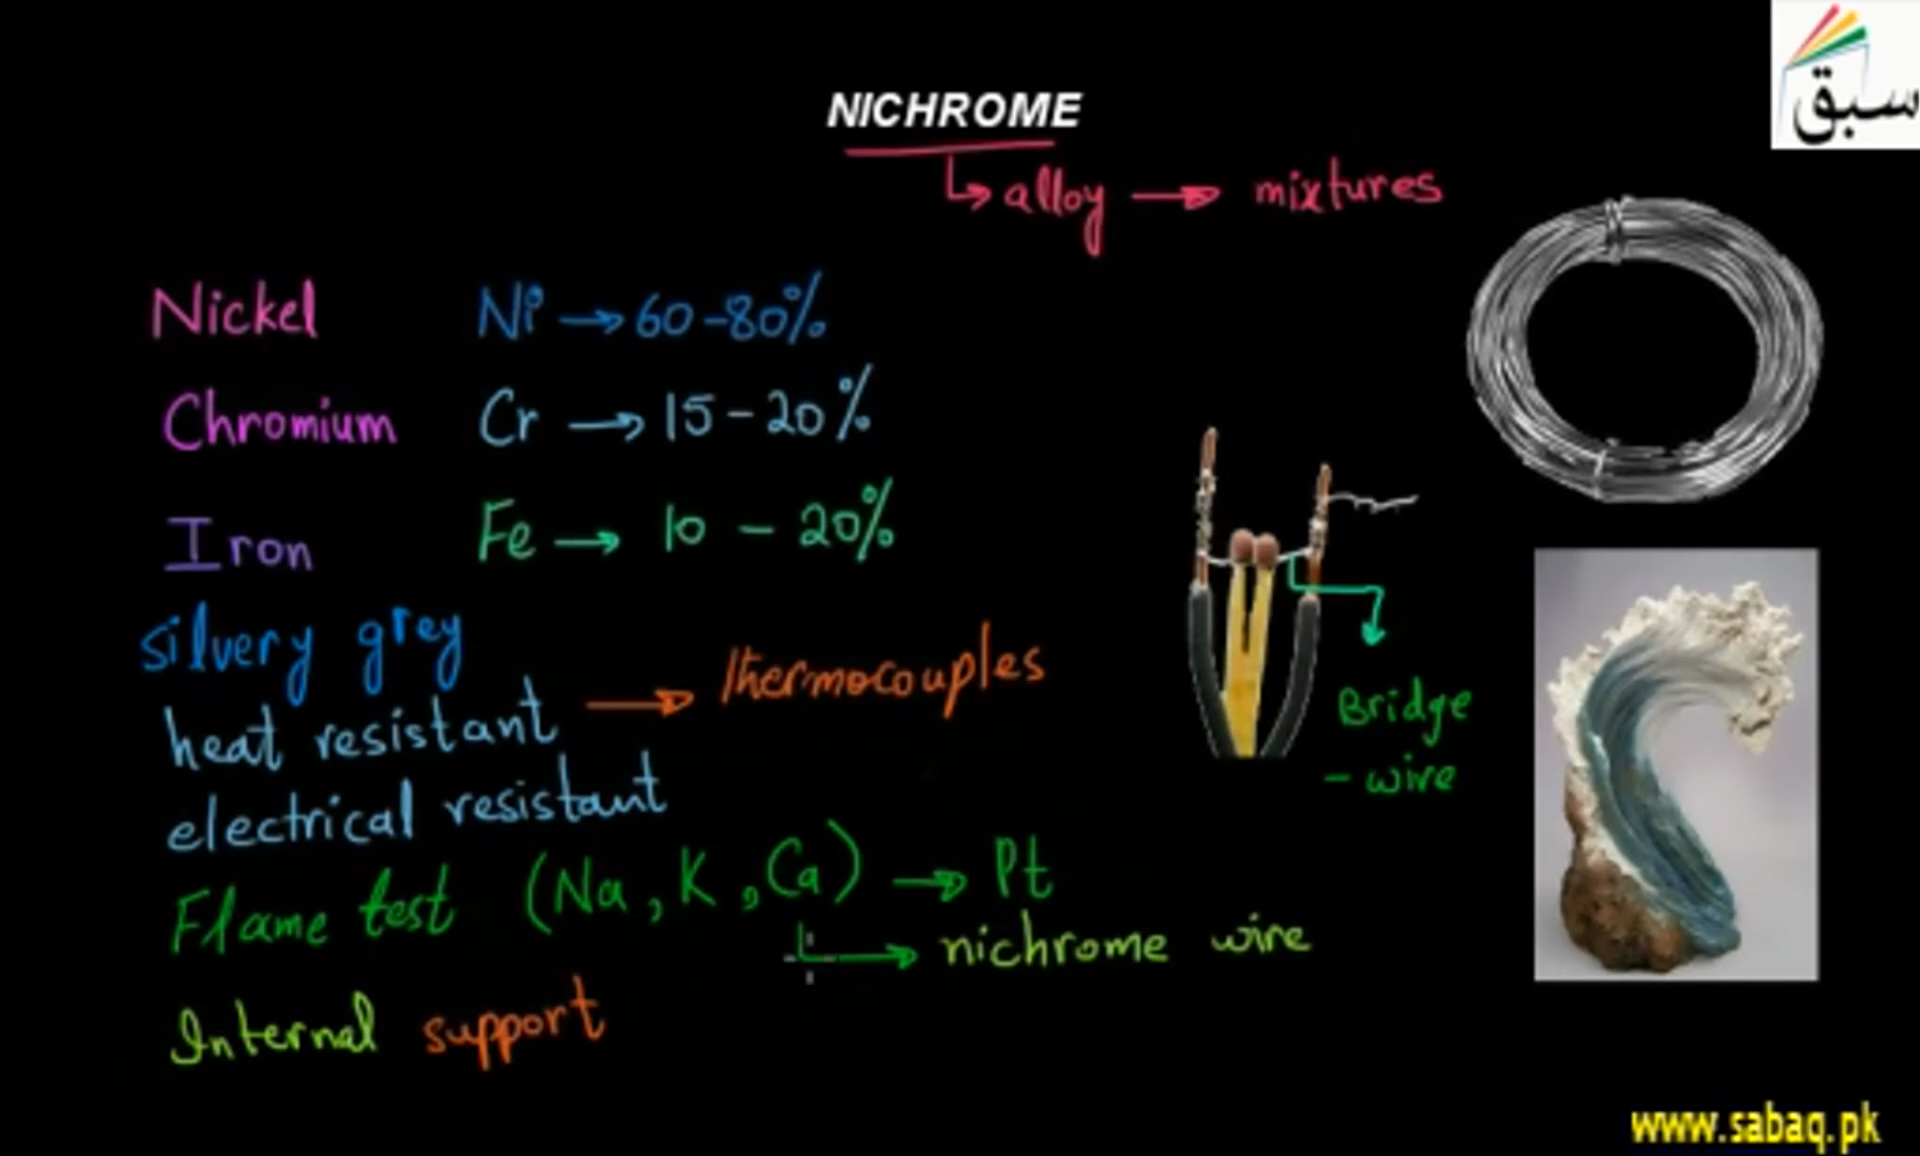 سبق
NICHROME
↳ alloy → mixtures
Nickel Ni → 60-80%
Chromium Cr → 15-20%
Iron Fe → 10 - 20%
silvery grey
heat resistant → thermocouples
electrical resistant
Bridge
- wire
Flame test (Na, K, Ca) → Pt
↳ nichrome wire
Internal support
www.sabaq.pk